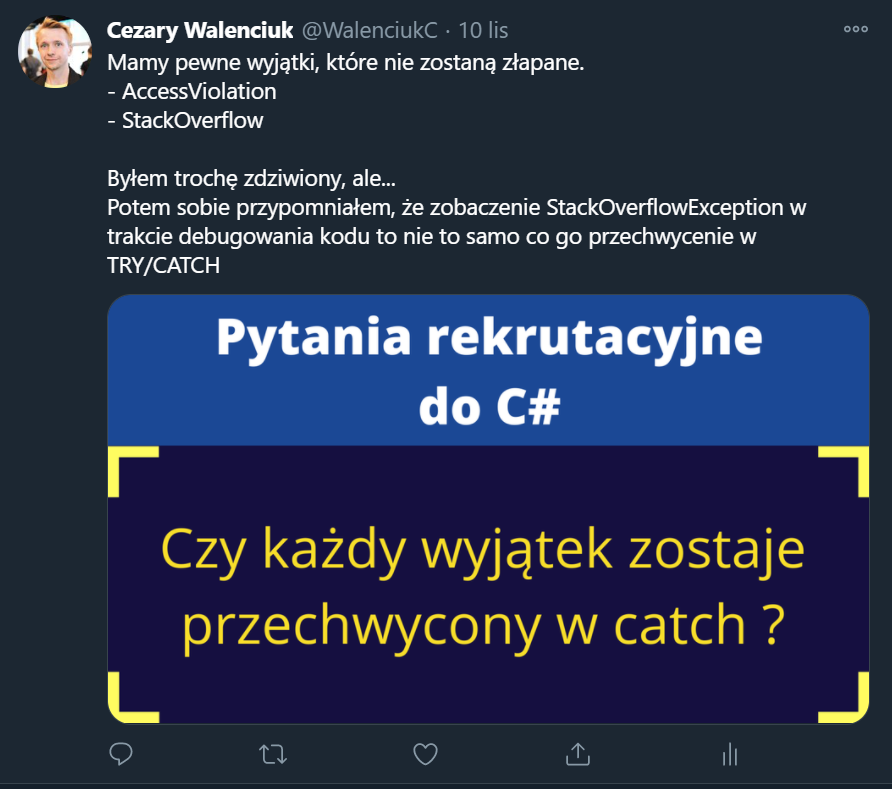 Cezary Walenciuk @WalenciukC · 10 lis
Mamy pewne wyjątki, które nie zostaną złapane.
- AccessViolation
- StackOverflow
Byłem trochę zdziwiony, ale...
Potem sobie przypomniałem, że zobaczenie StackOverflowException w
trakcie debugowania kodu to nie to samo co go przechwycenie w
TRY/CATCH
Pytania rekrutacyjne
do C#
Czy każdy wyjątek zostaje
przechwycony w catch ?